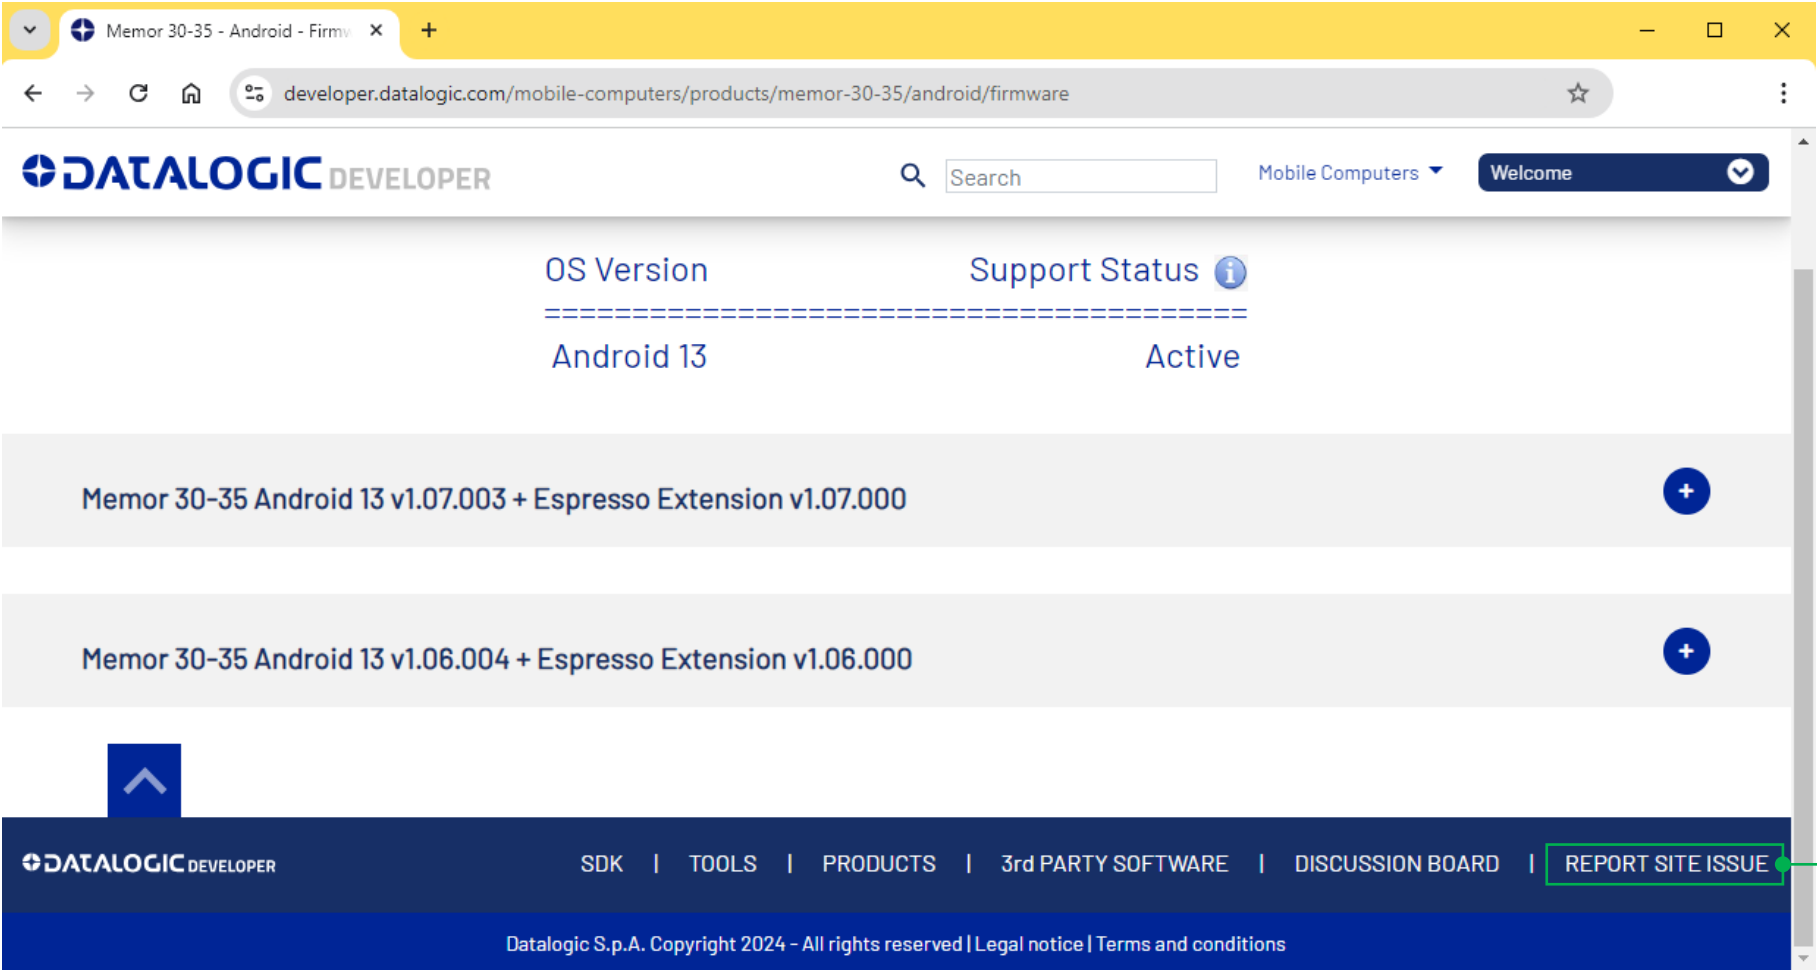 Memor 30-35 - Android - Firmw
developer.datalogic.com/mobile-computers/products/memor-30-35/android/firmware
DATALOGIC DEVELOPER
Search
Mobile Computers
Welcome
OS Version Support Status
========================================
Android 13 Active
Memor 30-35 Android 13 v1.07.003 + Espresso Extension v1.07.000
Memor 30-35 Android 13 v1.06.004 + Espresso Extension v1.06.000
DATALOGIC DEVELOPER
SDK | TOOLS | PRODUCTS | 3rd PARTY SOFTWARE | DISCUSSION BOARD | REPORT SITE ISSUE
Datalogic S.p.A. Copyright 2024 - All rights reserved | Legal notice | Terms and conditions